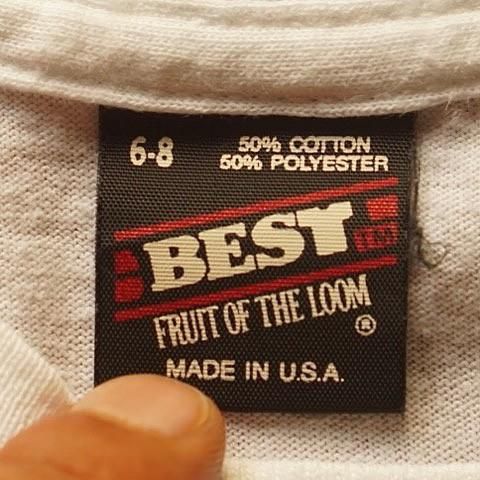 6-8
50% COTTON
50% POLYESTER
BEST
FRUIT OF THE LOOM
®
MADE IN U.S.A.